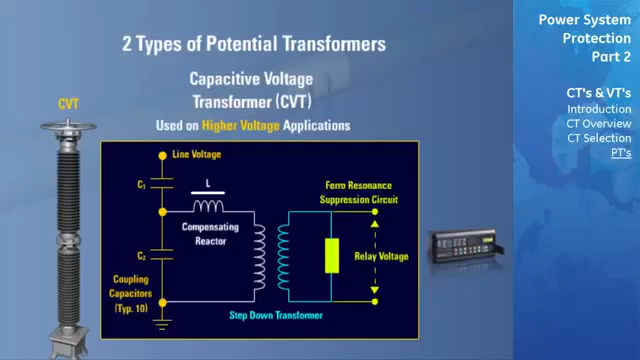 2 Types of Potential Transformers
Capacitive Voltage
Transformer (CVT)
Used on Higher Voltage Applications
CVT
Line Voltage
C1
L
Compensating
Reactor
Ferro Resonance
Suppression Circuit
C2
Relay Voltage
Coupling
Capacitors
(Typ. 10)
Step Down Transformer
Power System
Protection
Part 2
CT's & VT's
Introduction
CT Overview
CT Selection
PT's